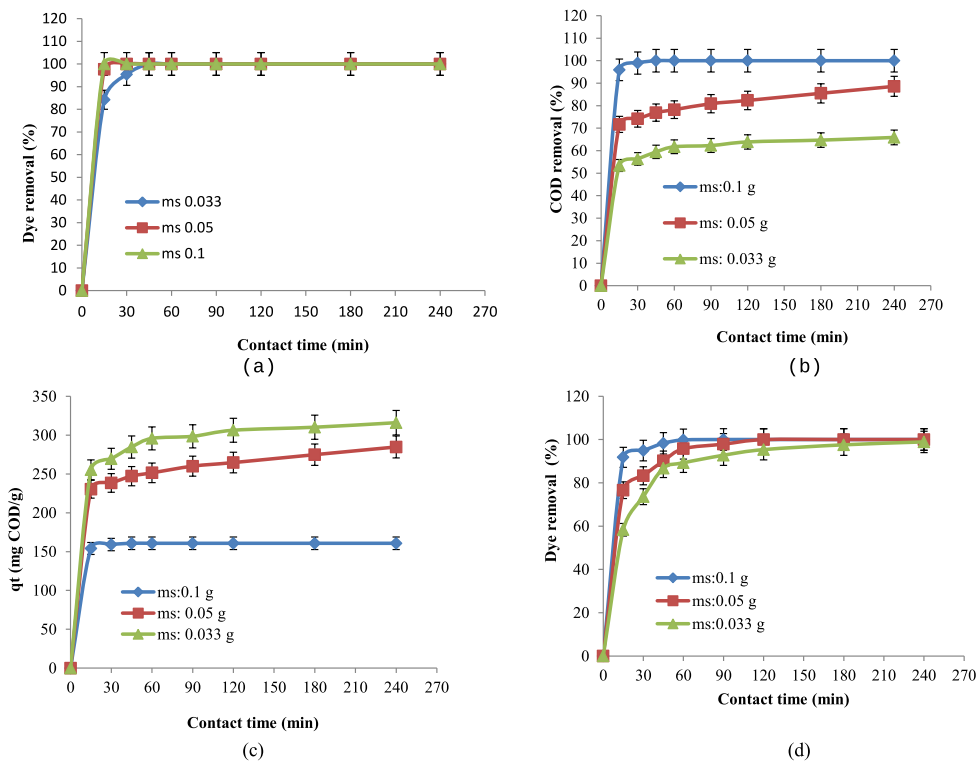 120
110
100
90
80
70
60
50
40
30
20
10
0
Dye removal (%)
ms 0.033
ms 0.05
ms 0.1
0 30 60 90 120 150 180 210 240 270
Contact time (min)
(a)
120
110
100
90
80
70
60
50
40
30
20
10
0
COD removal (%)
ms:0.1 g
ms: 0.05 g
ms: 0.033 g
0 30 60 90 120 150 180 210 240 270
Contact time (min)
(b)
350
300
250
200
150
100
50
0
qt (mg COD/g)
ms:0.1 g
ms: 0.05 g
ms: 0.033 g
0 30 60 90 120 150 180 210 240 270
Contact time (min)
(c)
120
100
80
60
40
20
0
Dye removal (%)
ms:0.1 g
ms:0.05 g
ms:0.033 g
0 30 60 90 120 150 180 210 240 270
Contact time (min)
(d)